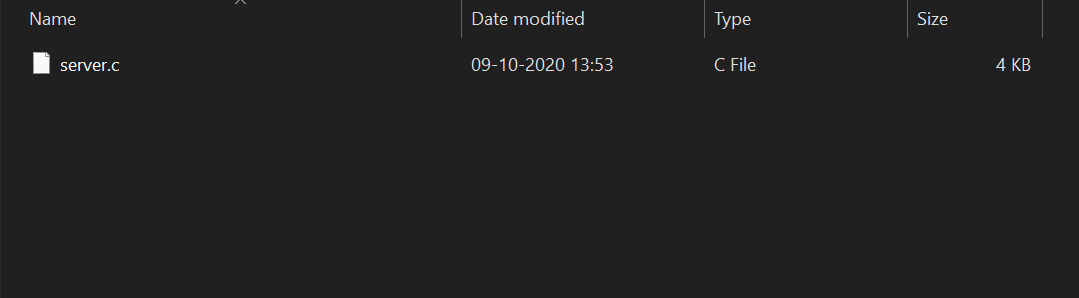 Name Date modified Type Size
server.c 09-10-2020 13:53 C File 4 KB